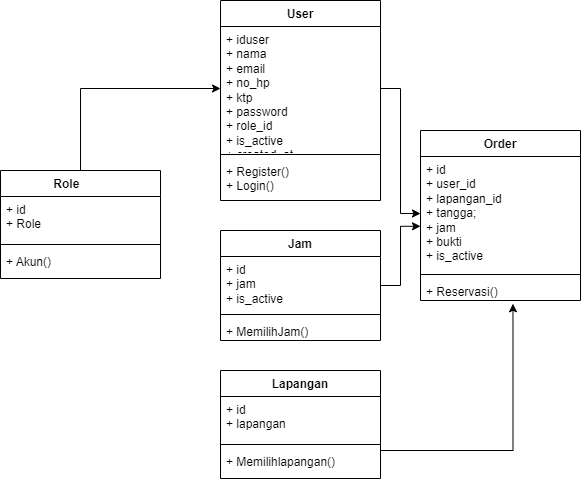 User
+ iduser
+ nama
+ email
+ no_hp
+ ktp
+ password
+ role_id
+ is_active
+ created_at
+ Register()
+ Login()
Role
+ id
+ Role
+ Akun()
Jam
+ id
+ jam
+ is_active
+ MemilihJam()
Lapangan
+ id
+ lapangan
+ Memilihlapangan()
Order
+ id
+ user_id
+ lapangan_id
+ tangga;
+ jam
+ bukti
+ is_active
+ Reservasi()